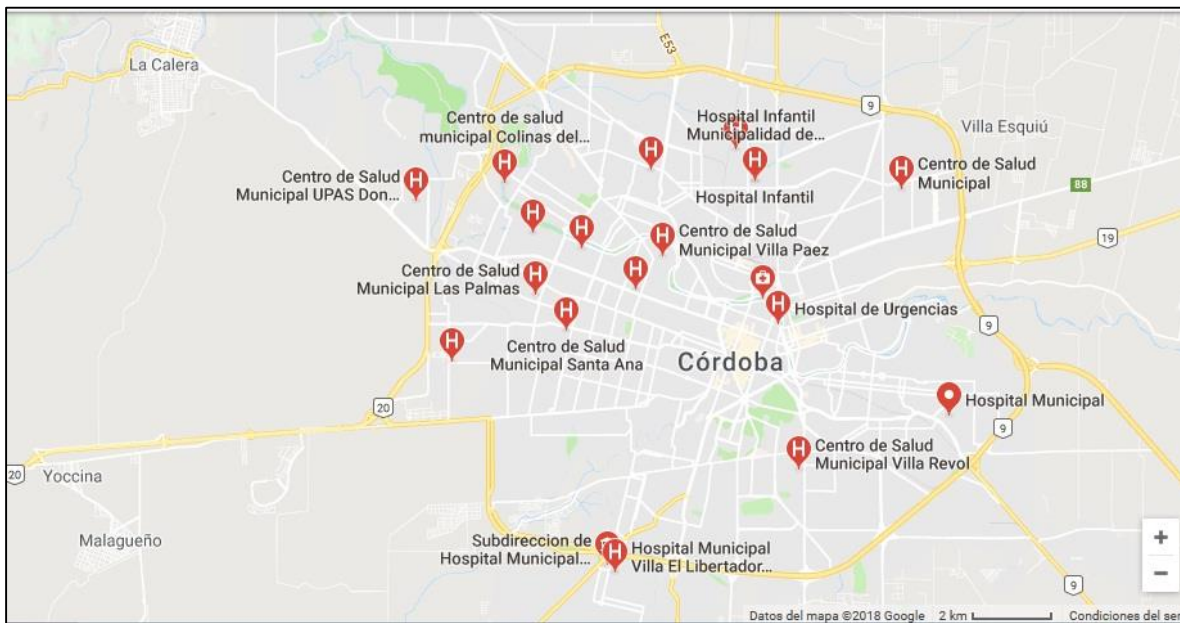 La Calera
E53
9
Villa Esquiú
Centro de salud
municipal Colinas del...
Hospital Infantil
Municipalidad de...
Centro de Salud
Municipal UPAS Don...
Hospital Infantil
Centro de Salud
Municipal
88
19
Centro de Salud
Municipal Villa Paez
Centro de Salud
Municipal Las Palmas
Hospital de Urgencias
9
Centro de Salud
Municipal Santa Ana
Córdoba
20
Hospital Municipal
9
Centro de Salud
Municipal Villa Revol
20
Yoccina
Malagueño
Subdireccion de
Hospital Municipal...
Hospital Municipal
Villa El Libertador...
+
−
9
Datos del mapa ©2018 Google
2 km
Condiciones del ser